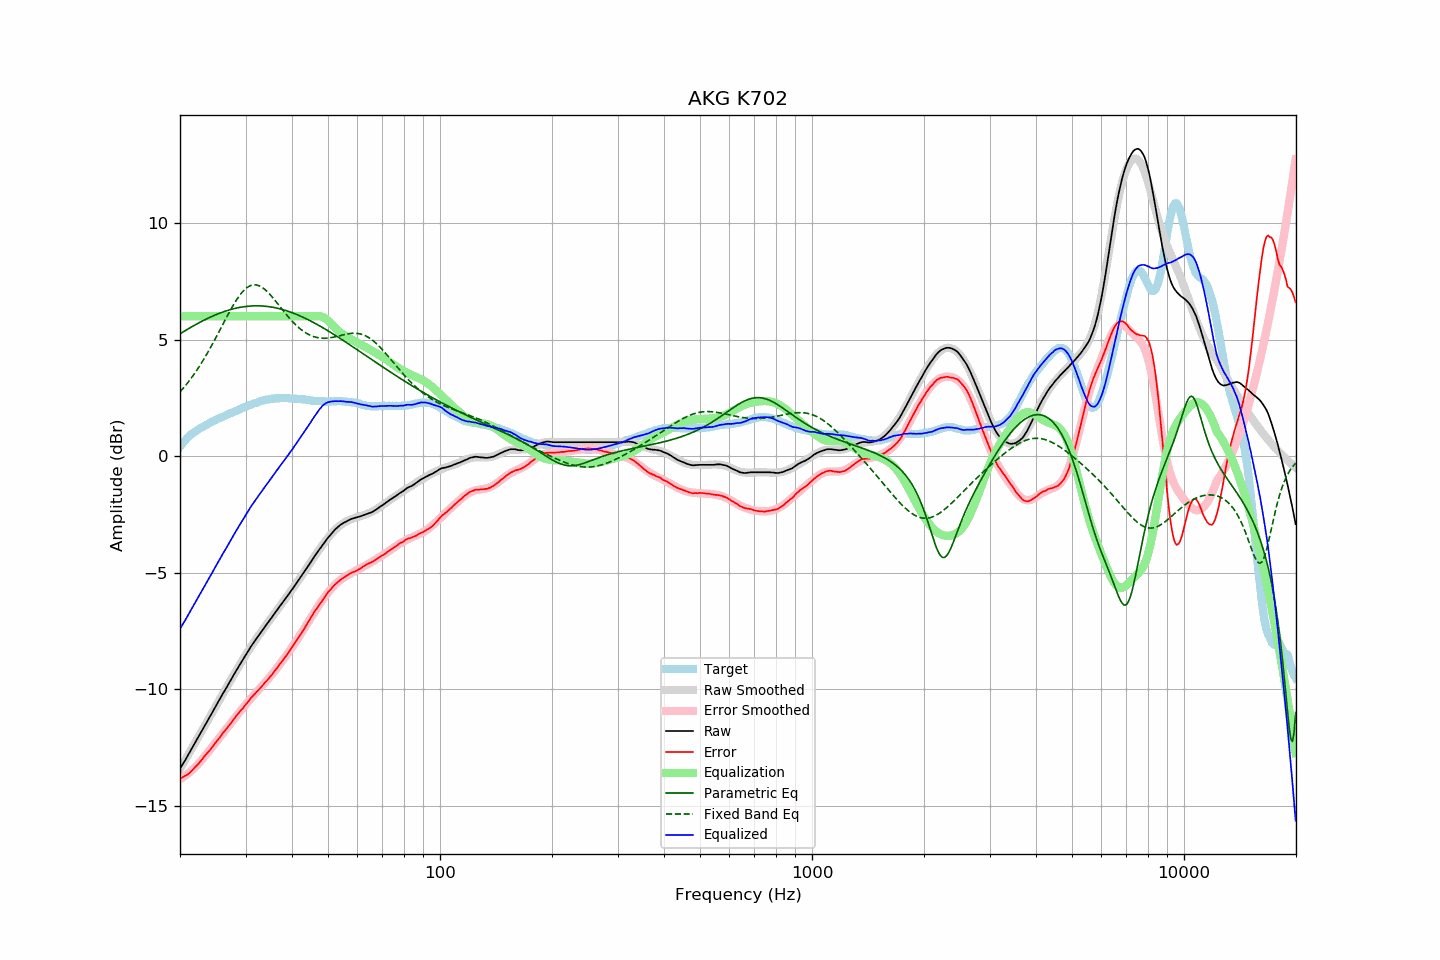 AKG K702
Amplitude (dBr)
10
5
0
−5
−10
−15
Target
Raw Smoothed
Error Smoothed
Raw
Error
Equalization
Parametric Eq
Fixed Band Eq
Equalized
100
1000
10000
Frequency (Hz)